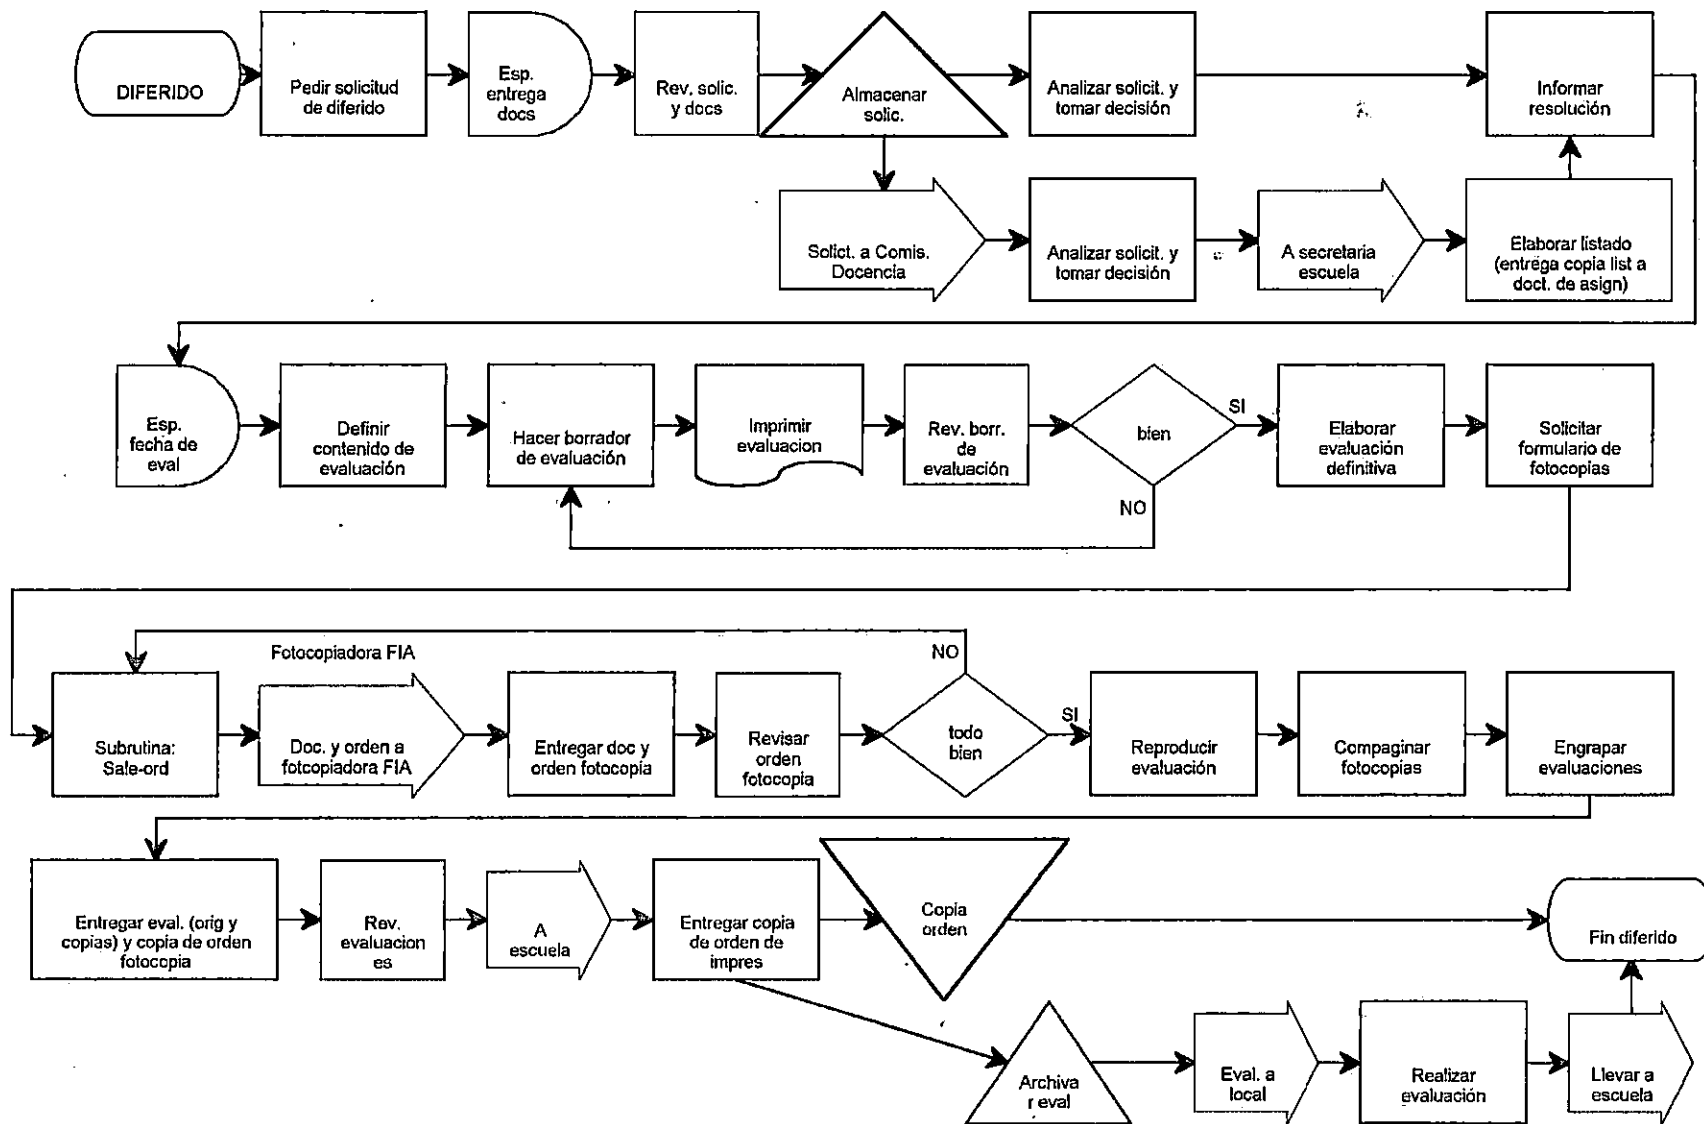 DIFERIDO
Pedir solicitud
de diferido
Esp.
entrega
docs
Rev. solic.
y docs
Almacenar
solic.
Analizar solicit. y
tomar decisión
Informar
resolución
Solict. a Comis.
Docencia
Analizar solicit. y
tomar decisión
A secretaria
escuela
Elaborar listado
(entrega copia list a
doct. de asign)
Esp.
fecha de
eval
Definir
contenido de
evaluación
Hacer borrador
de evaluación
Imprimir
evaluacion
Rev. borr.
de
evaluación
bien
SI
NO
Elaborar
evaluación
definitiva
Solicitar
formulario de
fotocopias
Fotocopiadora FIA
NO
Subrutina:
Sale-ord
Doc. y orden a
fotcopiadora FIA
Entregar doc y
orden fotocopia
Revisar
orden
fotocopia
todo
bien
SI
Reproducir
evaluación
Compaginar
fotocopias
Engrapar
evaluaciones
Entregar eval. (orig y
copias) y copia de orden
fotocopia
Rev.
evaluacion
es
A
escuela
Entregar copia
de orden de
impres
Copia
orden
Fin diferido
Archiva
r eval
Eval. a
local
Realizar
evaluación
Llevar a
escuela